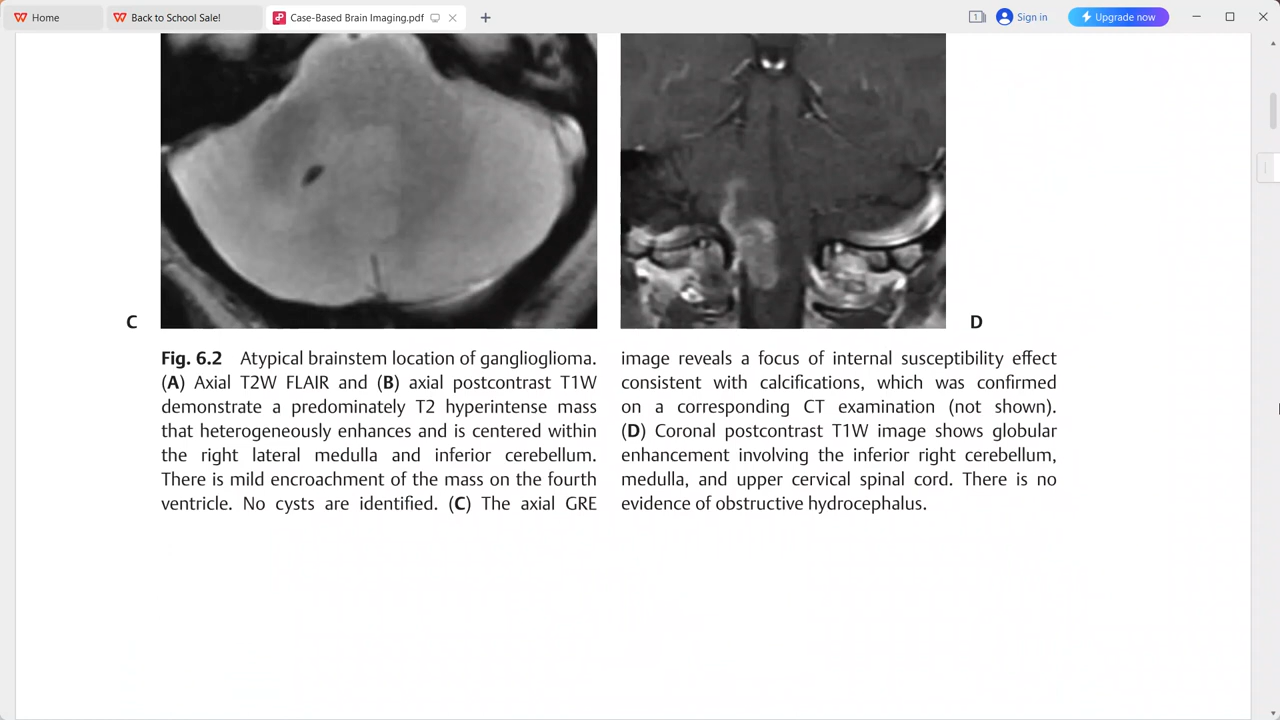 Home
Back to School Sale!
Case-Based Brain Imaging.pdf
1
Sign in
Upgrade now
C
D
Fig. 6.2 Atypical brainstem location of ganglioglioma.
(A) Axial T2W FLAIR and (B) axial postcontrast T1W
demonstrate a predominately T2 hyperintense mass
that heterogeneously enhances and is centered within
the right lateral medulla and inferior cerebellum.
There is mild encroachment of the mass on the fourth
ventricle. No cysts are identified. (C) The axial GRE
image reveals a focus of internal susceptibility effect
consistent with calcifications, which was confirmed
on a corresponding CT examination (not shown).
(D) Coronal postcontrast T1W image shows globular
enhancement involving the inferior right cerebellum,
medulla, and upper cervical spinal cord. There is no
evidence of obstructive hydrocephalus.